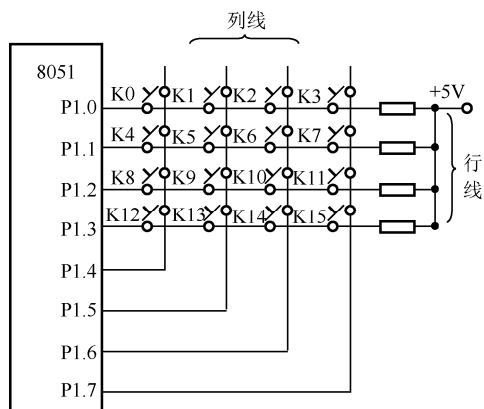 列线
8051
+5V
P1.0 K0 K1 K2 K3
P1.1 K4 K5 K6 K7
P1.2 K8 K9 K10 K11
行线
P1.3 K12 K13 K14 K15
P1.4
P1.5
P1.6
P1.7